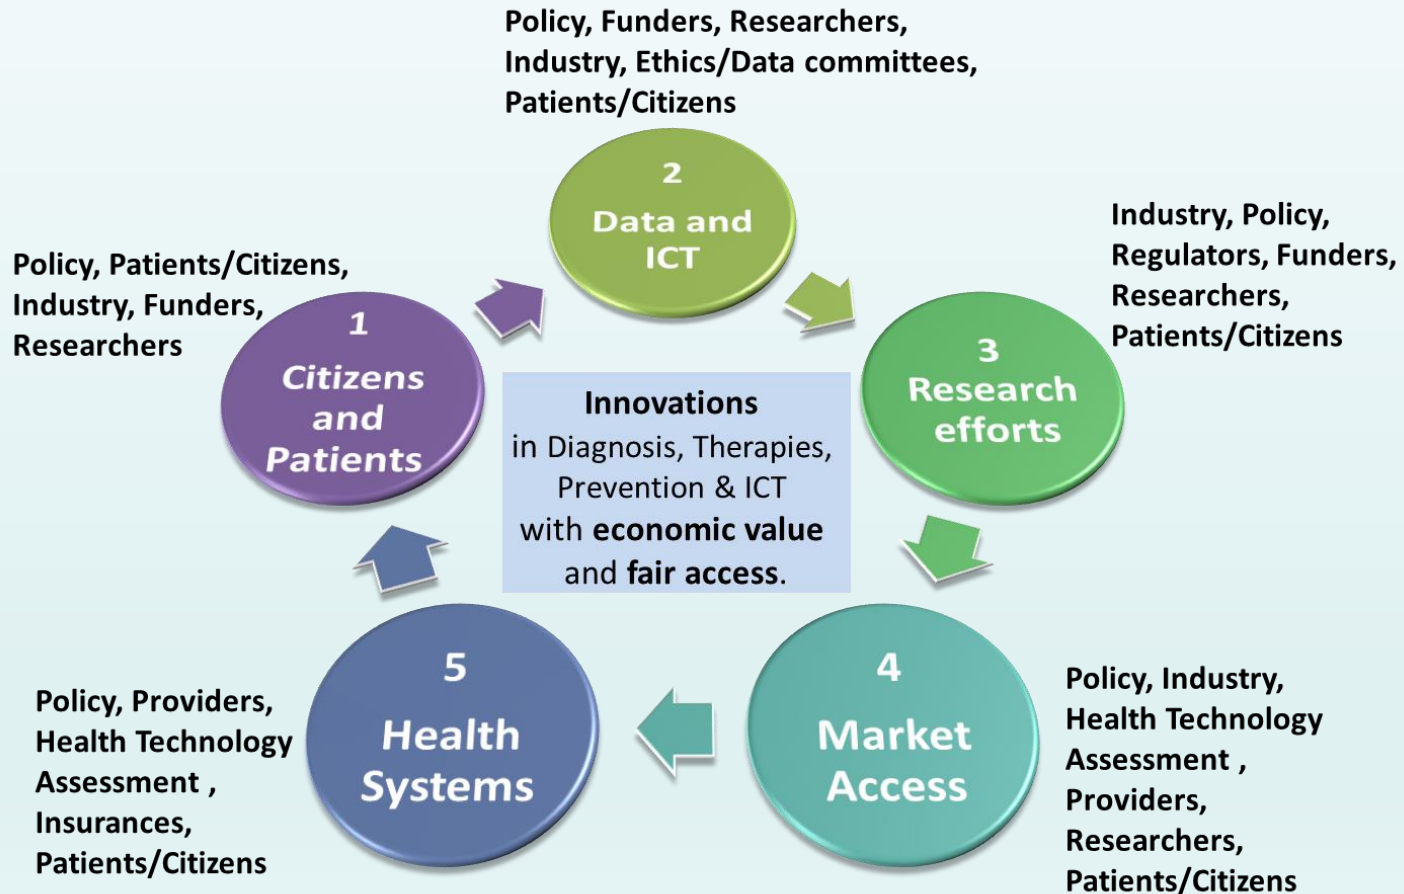 Policy, Funders, Researchers,
Industry, Ethics/Data committees,
Patients/Citizens
2
Data and
ICT
Policy, Patients/Citizens,
Industry, Funders,
Researchers
1
Citizens
and
Patients
Industry, Policy,
Regulators, Funders,
Researchers,
Patients/Citizens
3
Research
efforts
Innovations
in Diagnosis, Therapies,
Prevention & ICT
with economic value
and fair access.
4
Market
Access
Policy, Industry,
Health Technology
Assessment ,
Providers,
Researchers,
Patients/Citizens
5
Health
Systems
Policy, Providers,
Health Technology
Assessment ,
Insurances,
Patients/Citizens